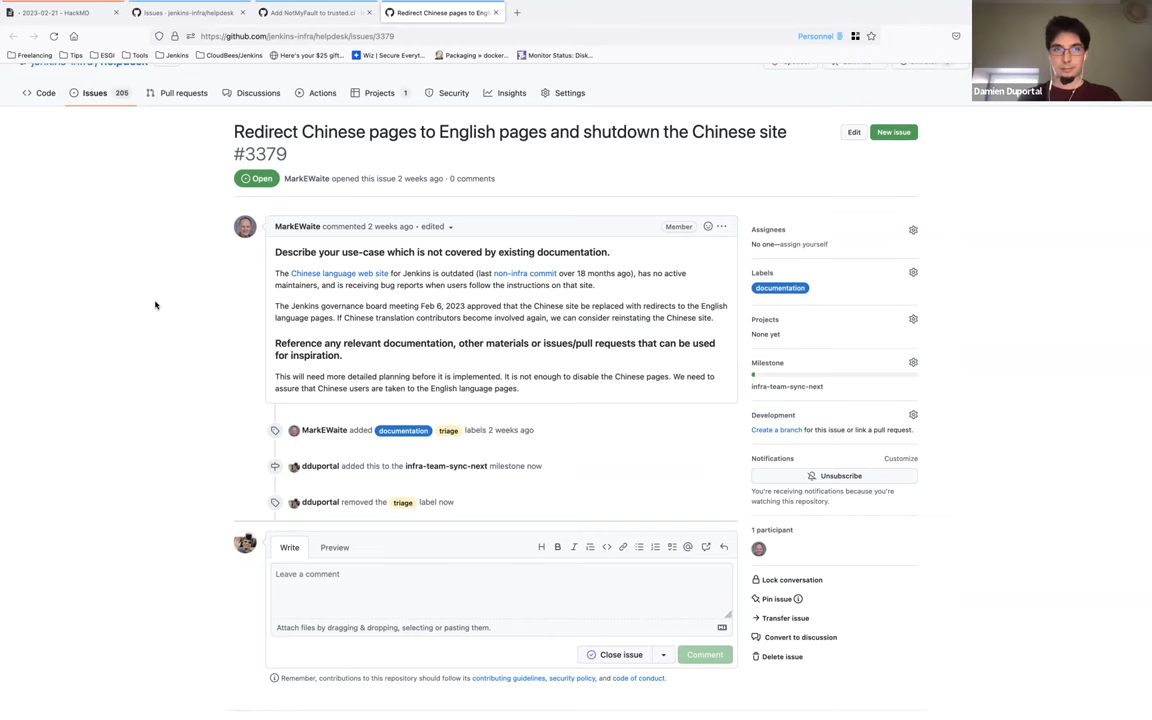 - 2023-02-21 - HackMD
Issues · jenkins-infra/helpdesk
Add NotMyFault to trusted.ci - 
Redirect Chinese pages to Engl
https://github.com/jenkins-infra/helpdesk/issues/3379
Personnel
Freelancing
Tips
ESGI
Tools
Jenkins
CloudBees/Jenkins
Here's your $25 gift...
Wiz | Secure Everyt...
Packaging + docker...
Monitor Status: Disk...
Damien Duportal
jenkins-infra / helpdesk
Code
Issues 205
Pull requests
Discussions
Actions
Projects 1
Security
Insights
Settings
Redirect Chinese pages to English pages and shutdown the Chinese site
#3379
Edit
New issue
Open
MarkEWaite opened this issue 2 weeks ago · 0 comments
MarkEWaite commented 2 weeks ago • edited
Member
Describe your use-case which is not covered by existing documentation.
The Chinese language web site for Jenkins is outdated (last non-infra commit over 18 months ago), has no active
maintainers, and is receiving bug reports when users follow the instructions on that site.
The Jenkins governance board meeting Feb 6, 2023 approved that the Chinese site be replaced with redirects to the English
language pages. If Chinese translation contributors become involved again, we can consider reinstating the Chinese site.
Reference any relevant documentation, other materials or issues/pull requests that can be used
for inspiration.
This will need more detailed planning before it is implemented. It is not enough to disable the Chinese pages. We need to
assure that Chinese users are taken to the English language pages.
MarkEWaite added documentation triage labels 2 weeks ago
dduportal added this to the infra-team-sync-next milestone now
dduportal removed the triage label now
Write
Preview
Leave a comment
Attach files by dragging & dropping, selecting or pasting them.
Close issue
Comment
Remember, contributions to this repository should follow its contributing guidelines, security policy, and code of conduct.
Assignees
No one—assign yourself
Labels
documentation
Projects
None yet
Milestone
infra-team-sync-next
Development
Create a branch for this issue or link a pull request.
Notifications
Customize
Unsubscribe
You're receiving notifications because you're
watching this repository.
1 participant
Lock conversation
Pin issue
Transfer issue
Convert to discussion
Delete issue